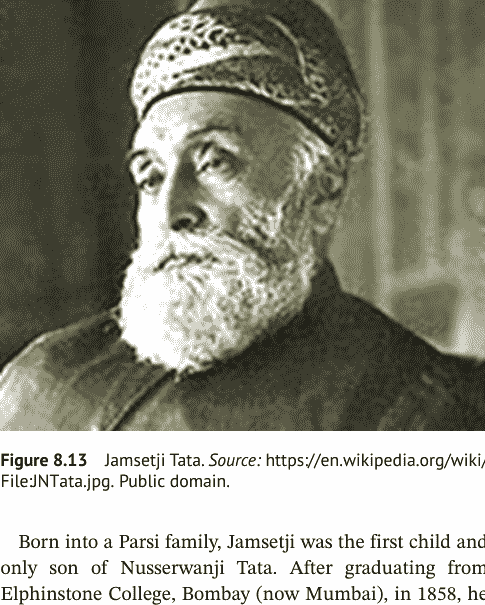 Figure 8.13 Jamsetji Tata. Source: https://en.wikipedia.org/wiki/
File:JNTata.jpg. Public domain.
Born into a Parsi family, Jamsetji was the first child and
only son of Nusserwanji Tata. After graduating from
Elphinstone College, Bombay (now Mumbai), in 1858, he